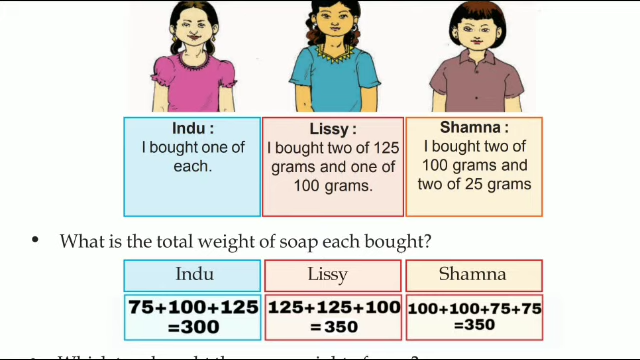 Indu :
I bought one of
each.
Lissy :
I bought two of 125
grams and one of
100 grams.
Shamna :
I bought two of
100 grams and
two of 25 grams
• What is the total weight of soap each bought?
Indu
Lissy
Shamna
75+100+125
=300
125+125+100
=350
100+100+75+75
=350